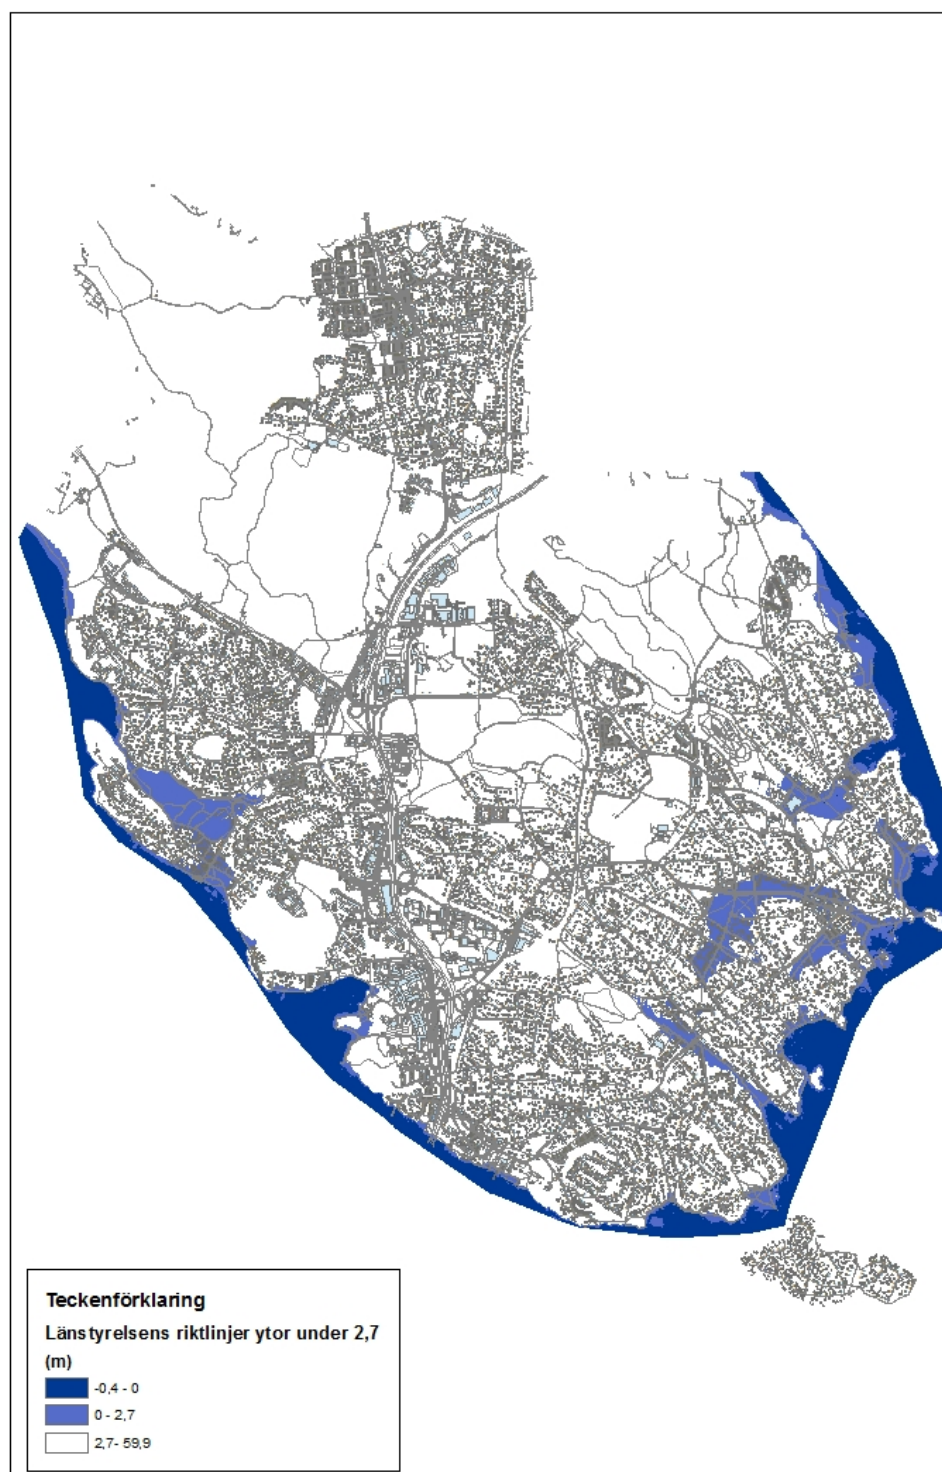 Teckenförklaring
Länstyrelsens riktlinjer ytor under 2,7
(m)
-0,4 - 0
0 - 2,7
2,7- 59,9